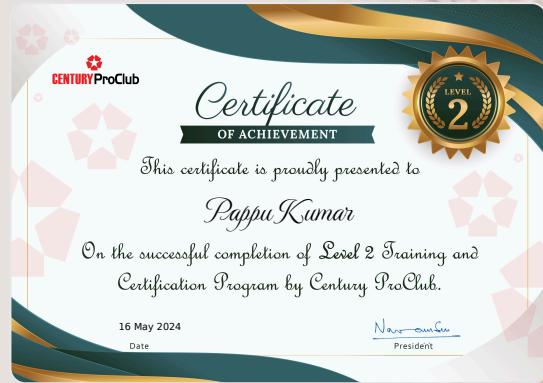 CENTURY ProClub
Certificate
OF ACHIEVEMENT
LEVEL
2
This certificate is proudly presented to
Pappu Kumar
On the successful completion of Level 2 Training and
Certification Program by Century ProClub.
16 May 2024
Date
President